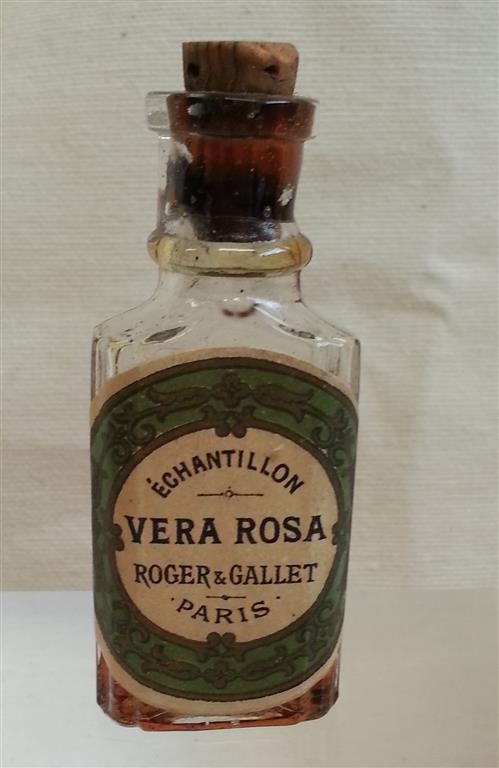 ÉCHANTILLON
VERA ROSA
ROGER & GALLET
· PARIS ·